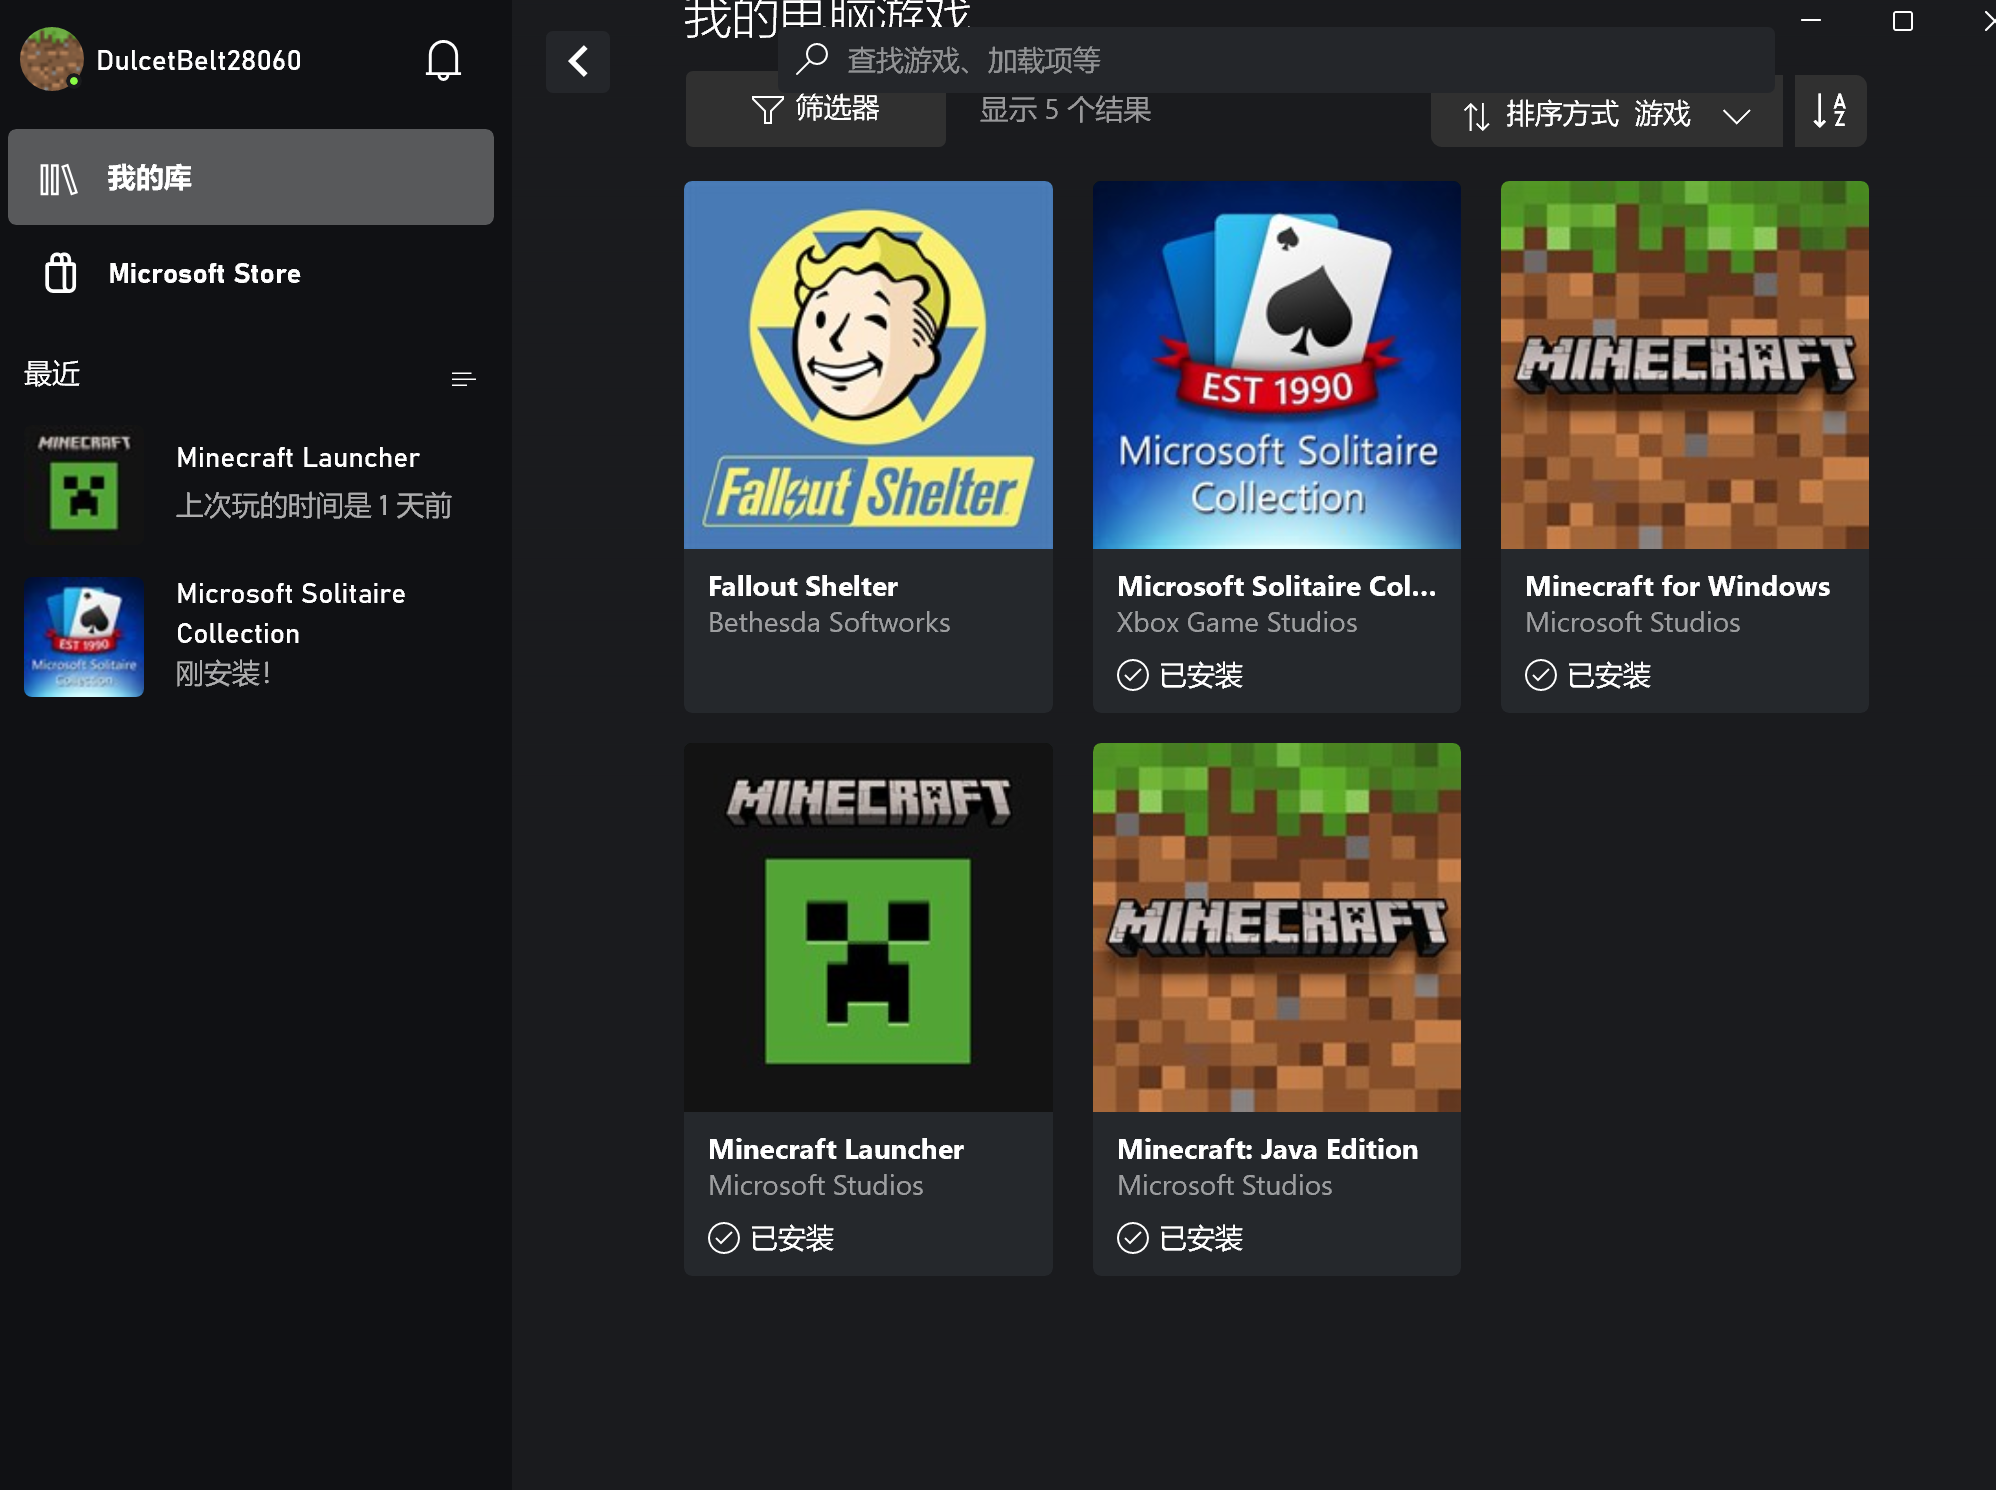 DulcetBelt28060
我的库
Microsoft Store
最近
MINECRAFT
Minecraft Launcher
上次玩的时间是 1 天前
EST 1990
Microsoft Solitaire
Collection
Microsoft Solitaire
Collection
刚安装!
我的电脑游戏
查找游戏、加载项等
筛选器
显示 5 个结果
排序方式 游戏
A
Z
Fallout Shelter
Fallout Shelter
Bethesda Softworks
EST 1990
Microsoft Solitaire
Collection
Microsoft Solitaire Col...
Xbox Game Studios
已安装
MINECRAFT
Minecraft for Windows
Microsoft Studios
已安装
MINECRAFT
Minecraft Launcher
Microsoft Studios
已安装
MINECRAFT
Minecraft: Java Edition
Microsoft Studios
已安装